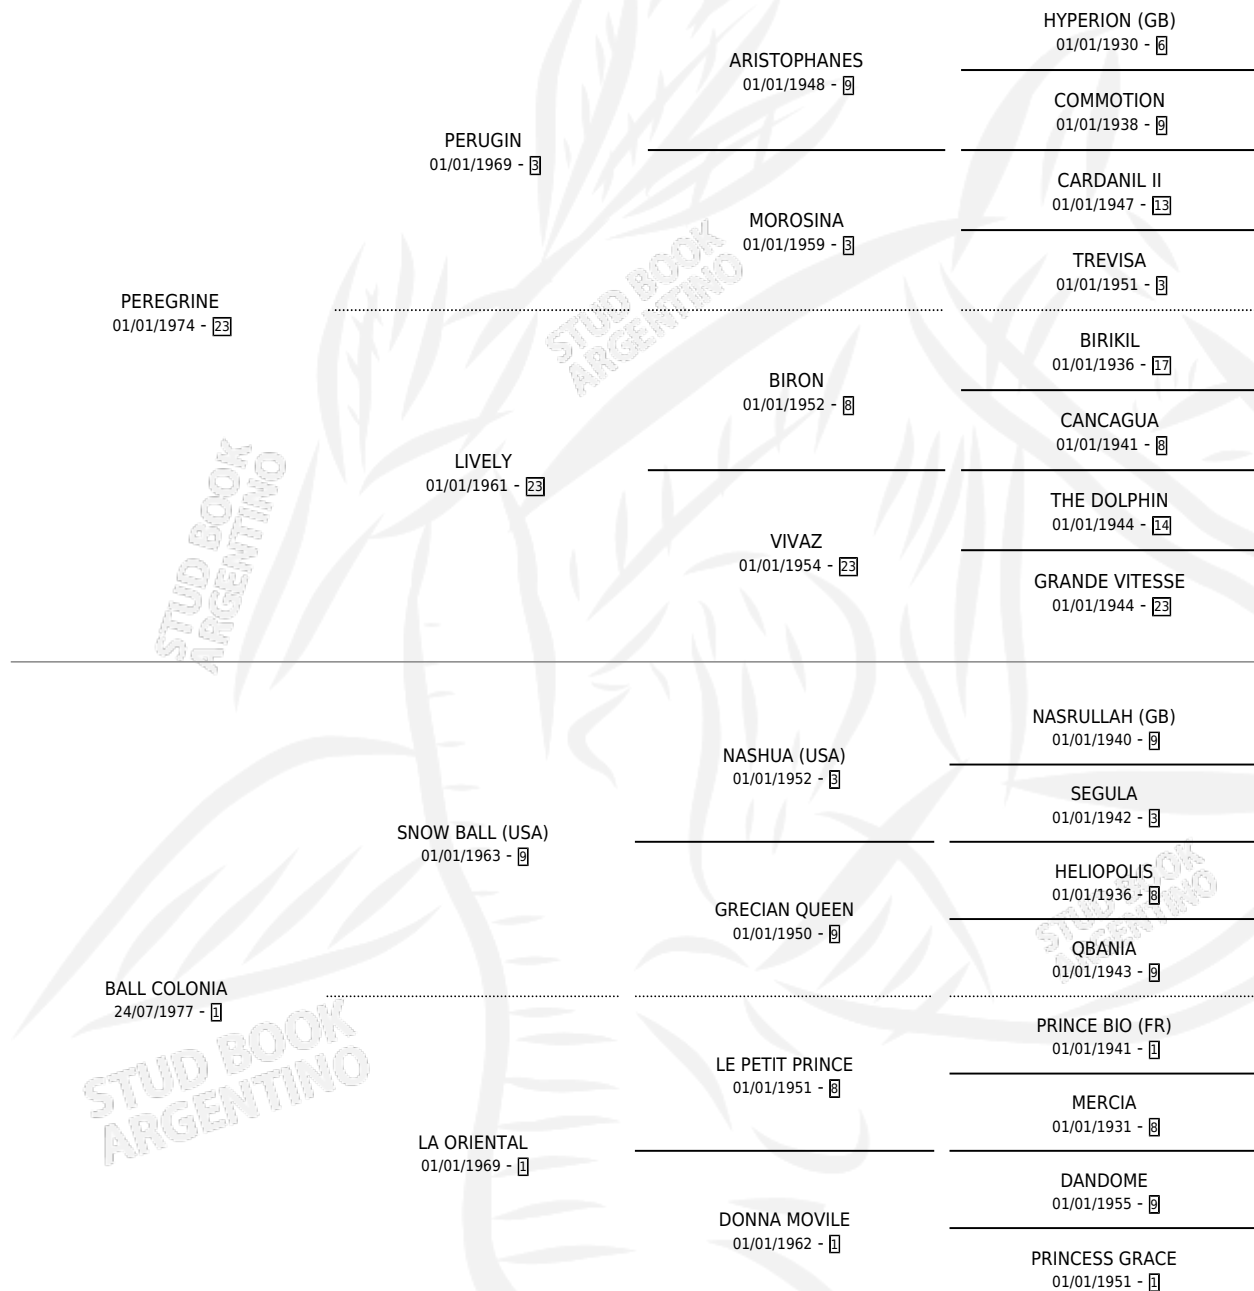 HYPERION (GB)
01/01/1930 - 6
ARISTOPHANES
01/01/1948 - 9
COMMOTION
01/01/1938 - 9
PERUGIN
01/01/1969 - 3
CARDANIL II
01/01/1947 - 13
MOROSINA
01/01/1959 - 3
TREVISA
01/01/1951 - 3
PEREGRINE
01/01/1974 - 23
BIRIKIL
01/01/1936 - 17
BIRON
01/01/1952 - 8
CANCAGUA
01/01/1941 - 8
LIVELY
01/01/1961 - 23
THE DOLPHIN
01/01/1944 - 14
VIVAZ
01/01/1954 - 23
GRANDE VITESSE
01/01/1944 - 23
NASRULLAH (GB)
01/01/1940 - 9
NASHUA (USA)
01/01/1952 - 3
SEGULA
01/01/1942 - 3
SNOW BALL (USA)
01/01/1963 - 9
HELIOPOLIS
01/01/1936 - 8
GRECIAN QUEEN
01/01/1950 - 9
QBANIA
01/01/1943 - 9
BALL COLONIA
24/07/1977 - 1
PRINCE BIO (FR)
01/01/1941 - 1
LE PETIT PRINCE
01/01/1951 - 8
MERCIA
01/01/1931 - 8
LA ORIENTAL
01/01/1969 - 1
DANDOME
01/01/1955 - 9
DONNA MOVILE
01/01/1962 - 1
PRINCESS GRACE
01/01/1951 - 1
STUD BOOK
ARGENTINO
STUD BOOK
ARGENTINO
STUD BOOK
ARGENTINO
STUD BOOK
ARGENTINO